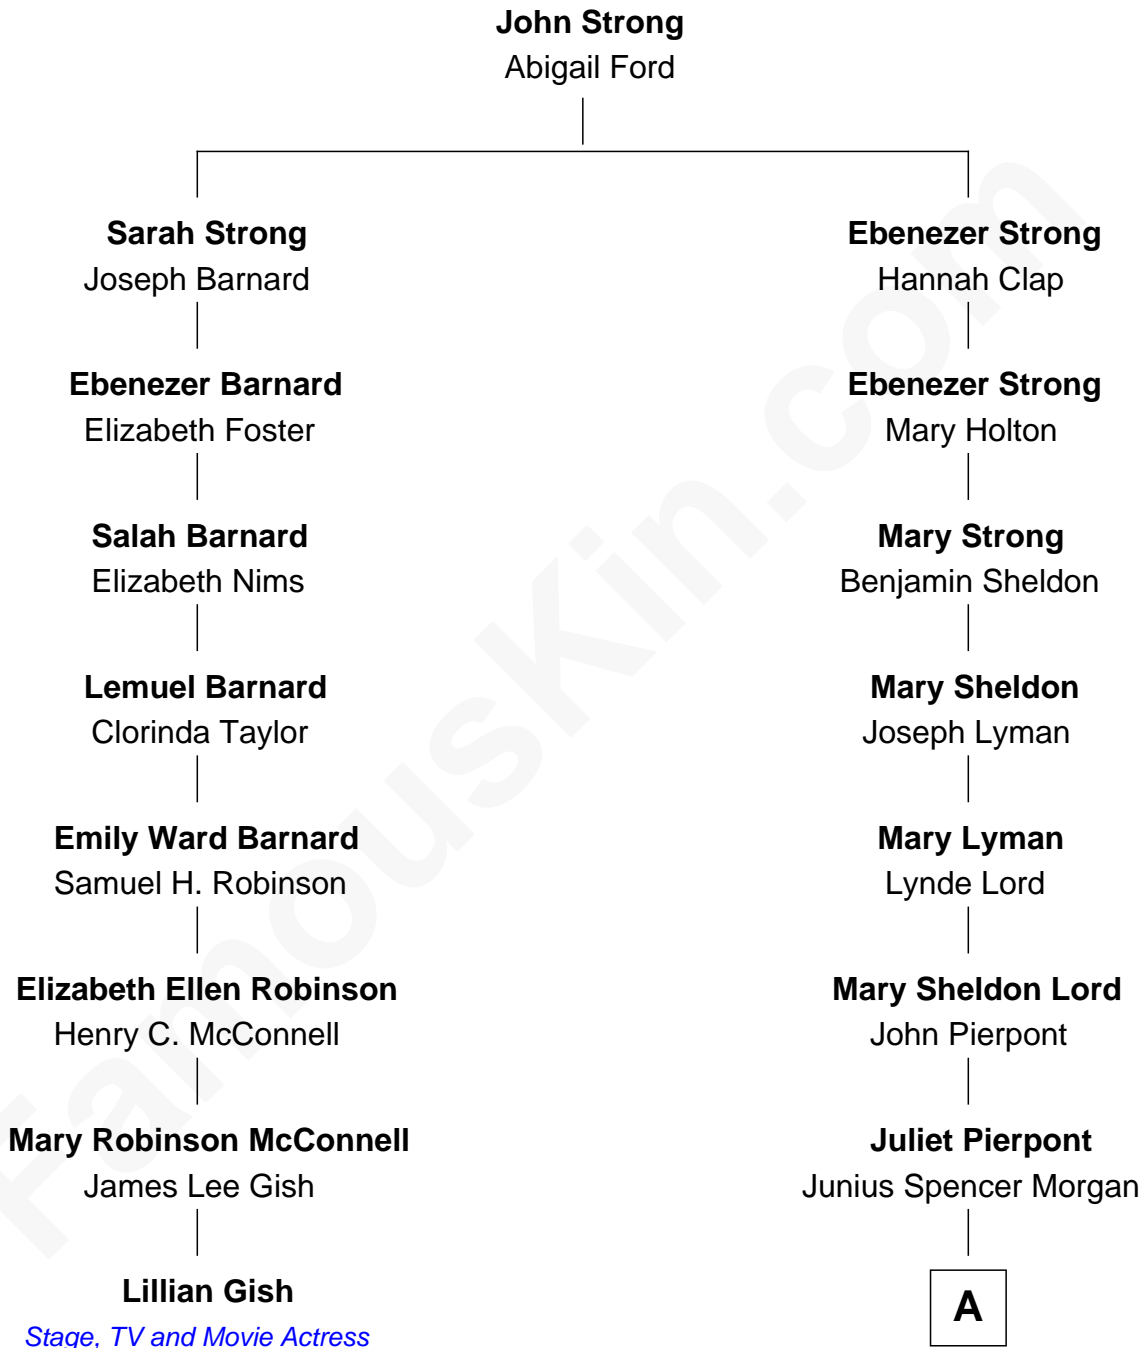 John Strong
Abigail Ford
Sarah Strong
Joseph Barnard
Ebenezer Strong
Hannah Clap
Ebenezer Barnard
Elizabeth Foster
Ebenezer Strong
Mary Holton
Salah Barnard
Elizabeth Nims
Mary Strong
Benjamin Sheldon
Lemuel Barnard
Clorinda Taylor
Mary Sheldon
Joseph Lyman
Emily Ward Barnard
Samuel H. Robinson
Mary Lyman
Lynde Lord
Elizabeth Ellen Robinson
Henry C. McConnell
Mary Sheldon Lord
John Pierpont
Mary Robinson McConnell
James Lee Gish
Juliet Pierpont
Junius Spencer Morgan
Lillian Gish
Stage, TV and Movie Actress
A
FamousKin.com